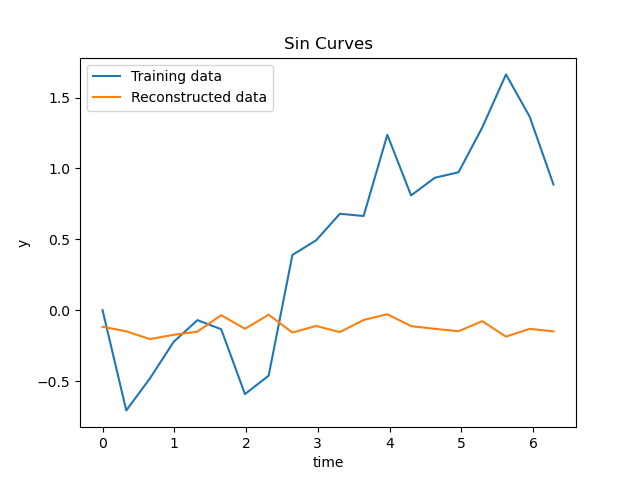 Sin Curves
Training data
Reconstructed data
1.5
1.0
0.5
0.0
−0.5
y
0 1 2 3 4 5 6
time